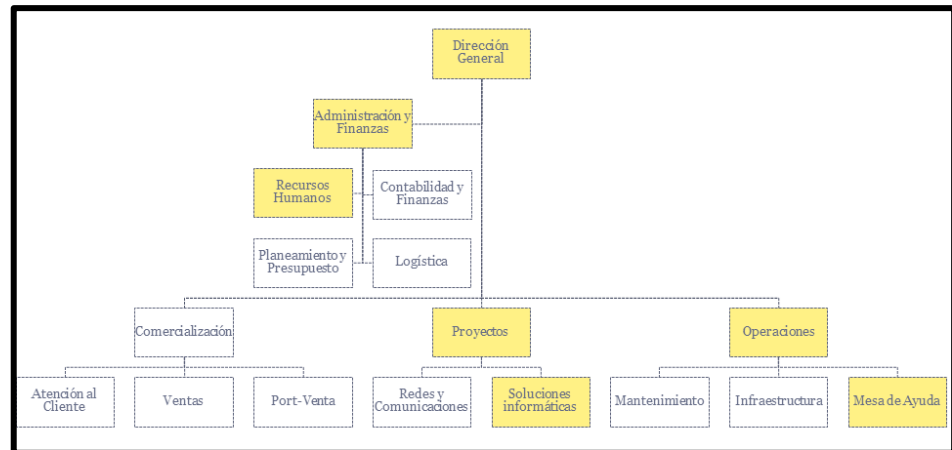 Dirección
General
Administración y
Finanzas
Recursos
Humanos
Contabilidad y
Finanzas
Planeamiento y
Presupuesto
Logística
Comercialización
Proyectos
Operaciones
Atención al
Cliente
Ventas
Port-Venta
Redes y
Comunicaciones
Soluciones
informáticas
Mantenimiento
Infraestructura
Mesa de Ayuda